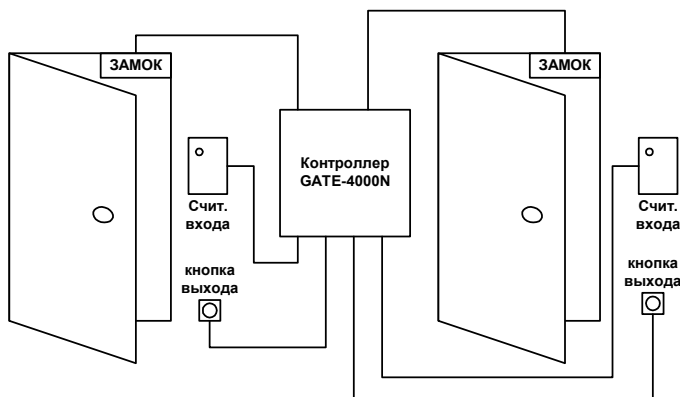 ЗАМОК
ЗАМОК
Контроллер
GATE-4000N
Счит.
входа
Счит.
входа
кнопка
выхода
кнопка
выхода